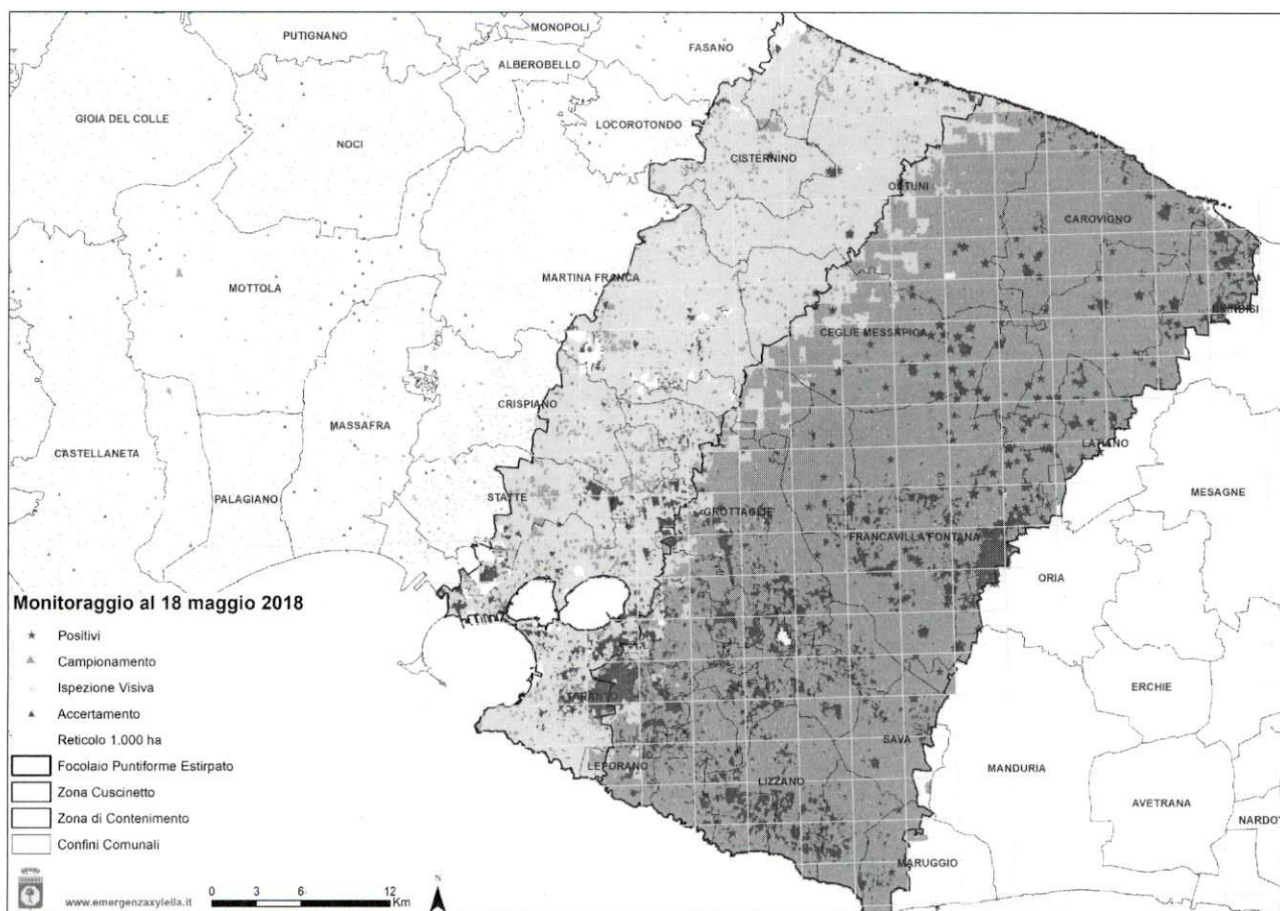 MONOPOLI
PUTIGNANO
FASANO
ALBEROBELLO
GIOIA DEL COLLE
LOCOROTONDO
NOCI
CISTERNINO
OSTUNI
CAROVIGNO
MARTINA FRANCA
MOTTOLA
BRINDISI
CEGLIE MESSAPICA
CRISPIANO
MASSAFRA
LATIANO
CASTELLANETA
MESAGNE
PALAGIANO
STATTE
GROTTAGLIE
FRANCAVILLA FONTANA
ORIA
ERCHIE
TARANTO
SAVA
LEPORANO
MANDURIA
LIZZANO
AVETRANA
NARDO'
MARUGGIO
Monitoraggio al 18 maggio 2018
Positivi
Campionamento
Ispezione Visiva
Accertamento
Reticolo 1.000 ha
Focolaio Puntiforme Estirpato
Zona Cuscinetto
Zona di Contenimento
Confini Comunali
www.emergenzaxylella.it
0 3 6 12
Km
N